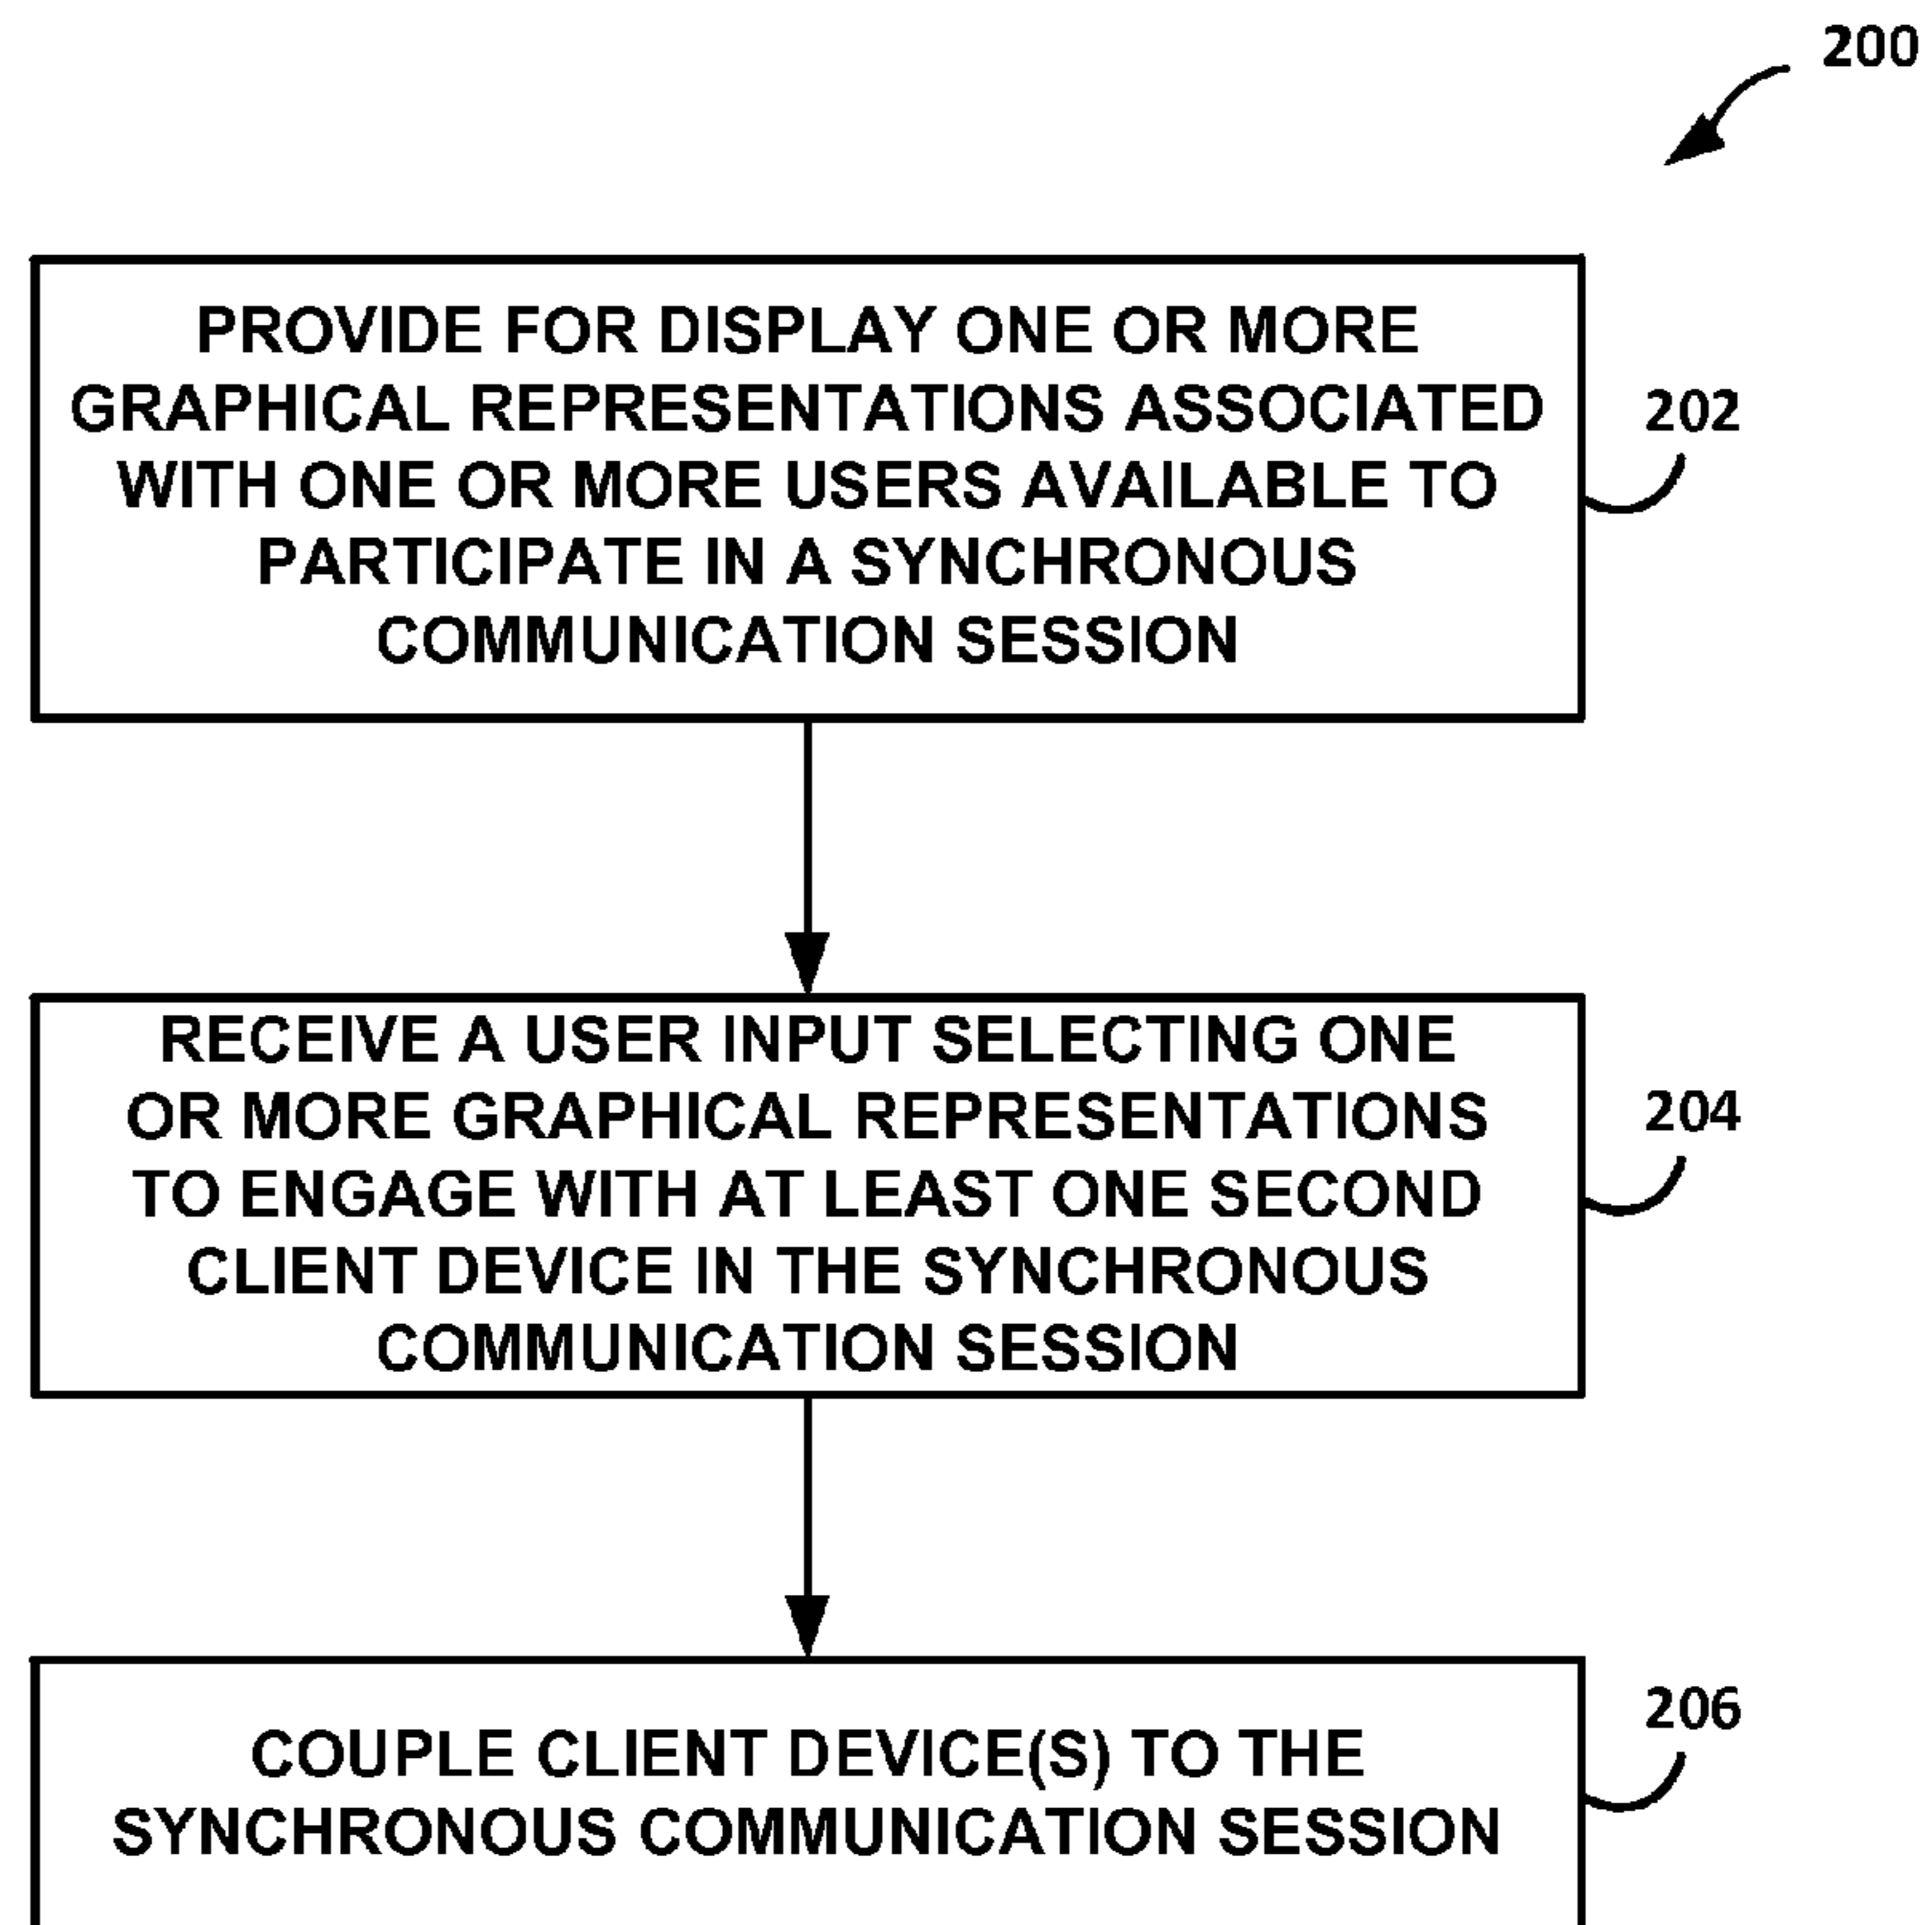 200
PROVIDE FOR DISPLAY ONE OR MORE
GRAPHICAL REPRESENTATIONS ASSOCIATED
WITH ONE OR MORE USERS AVAILABLE TO
PARTICIPATE IN A SYNCHRONOUS
COMMUNICATION SESSION
202
RECEIVE A USER INPUT SELECTING ONE
OR MORE GRAPHICAL REPRESENTATIONS
TO ENGAGE WITH AT LEAST ONE SECOND
CLIENT DEVICE IN THE SYNCHRONOUS
COMMUNICATION SESSION
204
COUPLE CLIENT DEVICE(S) TO THE
SYNCHRONOUS COMMUNICATION SESSION
206